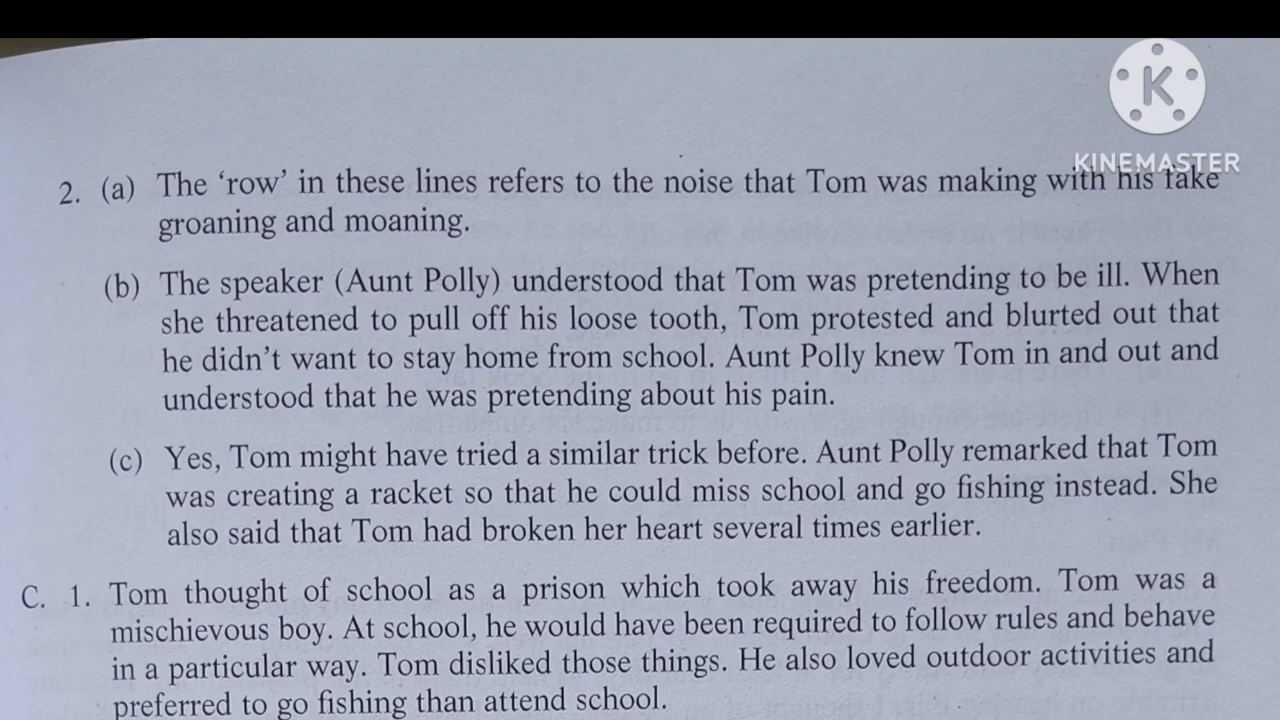 K
KINEMASTER
2. (a) The ‘row’ in these lines refers to the noise that Tom was making with his fake
groaning and moaning.
(b) The speaker (Aunt Polly) understood that Tom was pretending to be ill. When
she threatened to pull off his loose tooth, Tom protested and blurted out that
he didn’t want to stay home from school. Aunt Polly knew Tom in and out and
understood that he was pretending about his pain.
(c) Yes, Tom might have tried a similar trick before. Aunt Polly remarked that Tom
was creating a racket so that he could miss school and go fishing instead. She
also said that Tom had broken her heart several times earlier.
C. 1. Tom thought of school as a prison which took away his freedom. Tom was a
mischievous boy. At school, he would have been required to follow rules and behave
in a particular way. Tom disliked those things. He also loved outdoor activities and
preferred to go fishing than attend school.